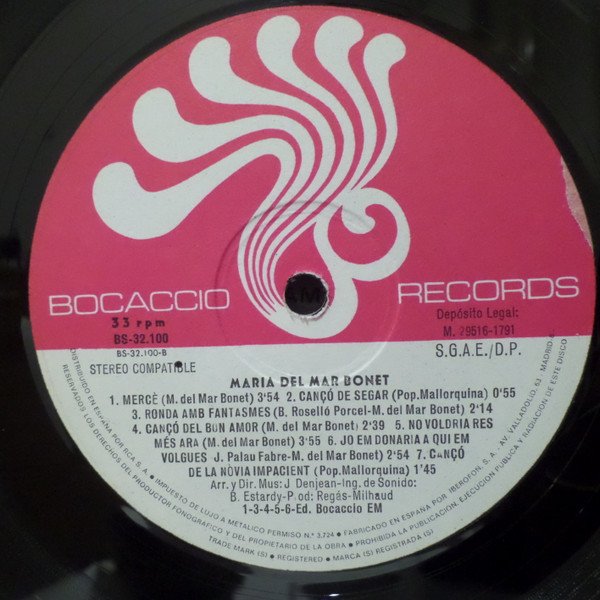 BOCACCIO RECORDS
33 rpm
BS-32.100
BS-32.100-B
STEREO COMPATIBLE
Depósito Legal:
M. 29516-1791
S.G.A.E./D.P.
MARIA DEL MAR BONET
1. MERCÈ (M. del Mar Bonet) 3'54 2. CANÇÓ DE SEGAR (Pop. Mallorquina) 0'55
3. RONDA AMB FANTASMES (B. Roselló Porcel-M. del Mar Bonet) 2'14
4. CANÇÓ DEL BON AMOR (M. del Mar Bonet) 2'39 5. NO VOLDRIA RES
MÉS ARA (M. del Mar Bonet) 3'55 6. JO EM DONARIA A QUI EM
VOLGUES J. Palau Fabre-M. del Mar Bonet) 2'54 7. CANÇÓ
DE LA NÒVIA IMPACIENT (Pop. Mallorquina) 1'45
Arr. y Dir. Mus: J Denjean-Ing. de Sonido:
B. Estardy-P od: Regás-Milhaud
1-3-4-5-6-Ed. Bocaccio EM
DISTRIBUIDO EN ESPAÑA POR RCA S.A. • IMPUESTO DE LUJO A METALICO PERMISO N.º 3.724 • FABRICADO EN ESPAÑA POR IBEROFON, S.A. - AV. VALLADOLID, 53 MADRID-8
RESERVADOS LOS DERECHOS DEL PRODUCTOR FONOGRAFICO Y DEL PROPIETARIO DE LA OBRA • PROHIBIDA LA PUBLICACION, EJECUCION PUBLICA Y RADIACION DE ESTE DISCO
TRADE MARK (S) • REGISTERED • MARCA (S) REGISTRADA (S)